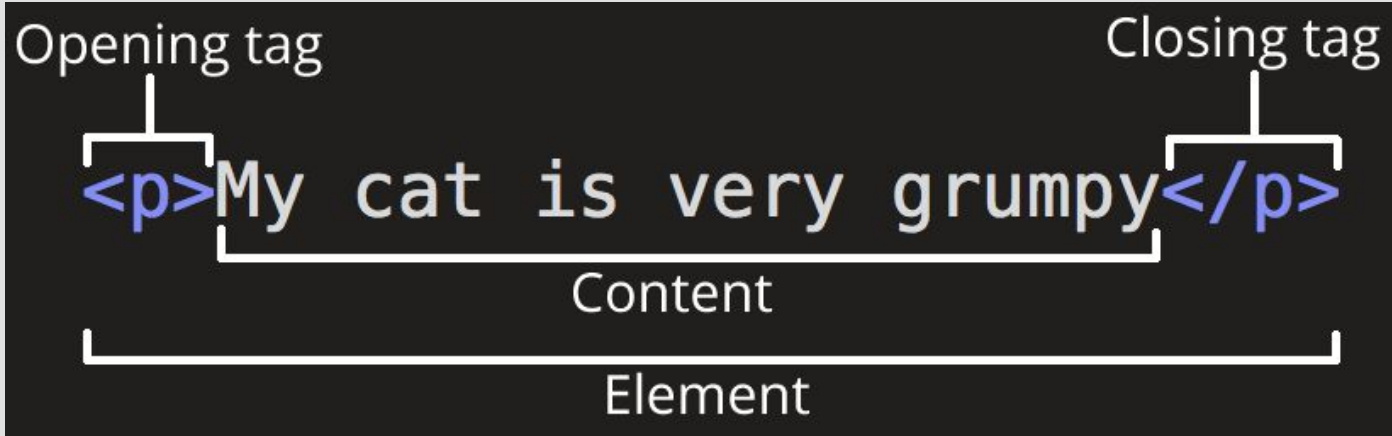 Opening tag
Closing tag
<p>My cat is very grumpy</p>
Content
Element